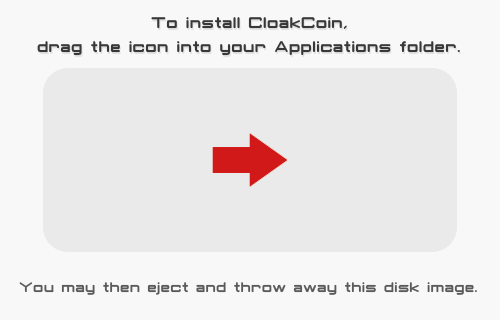 To install CloakCoin,
drag the icon into your Applications folder.
You may then eject and throw away this disk image.